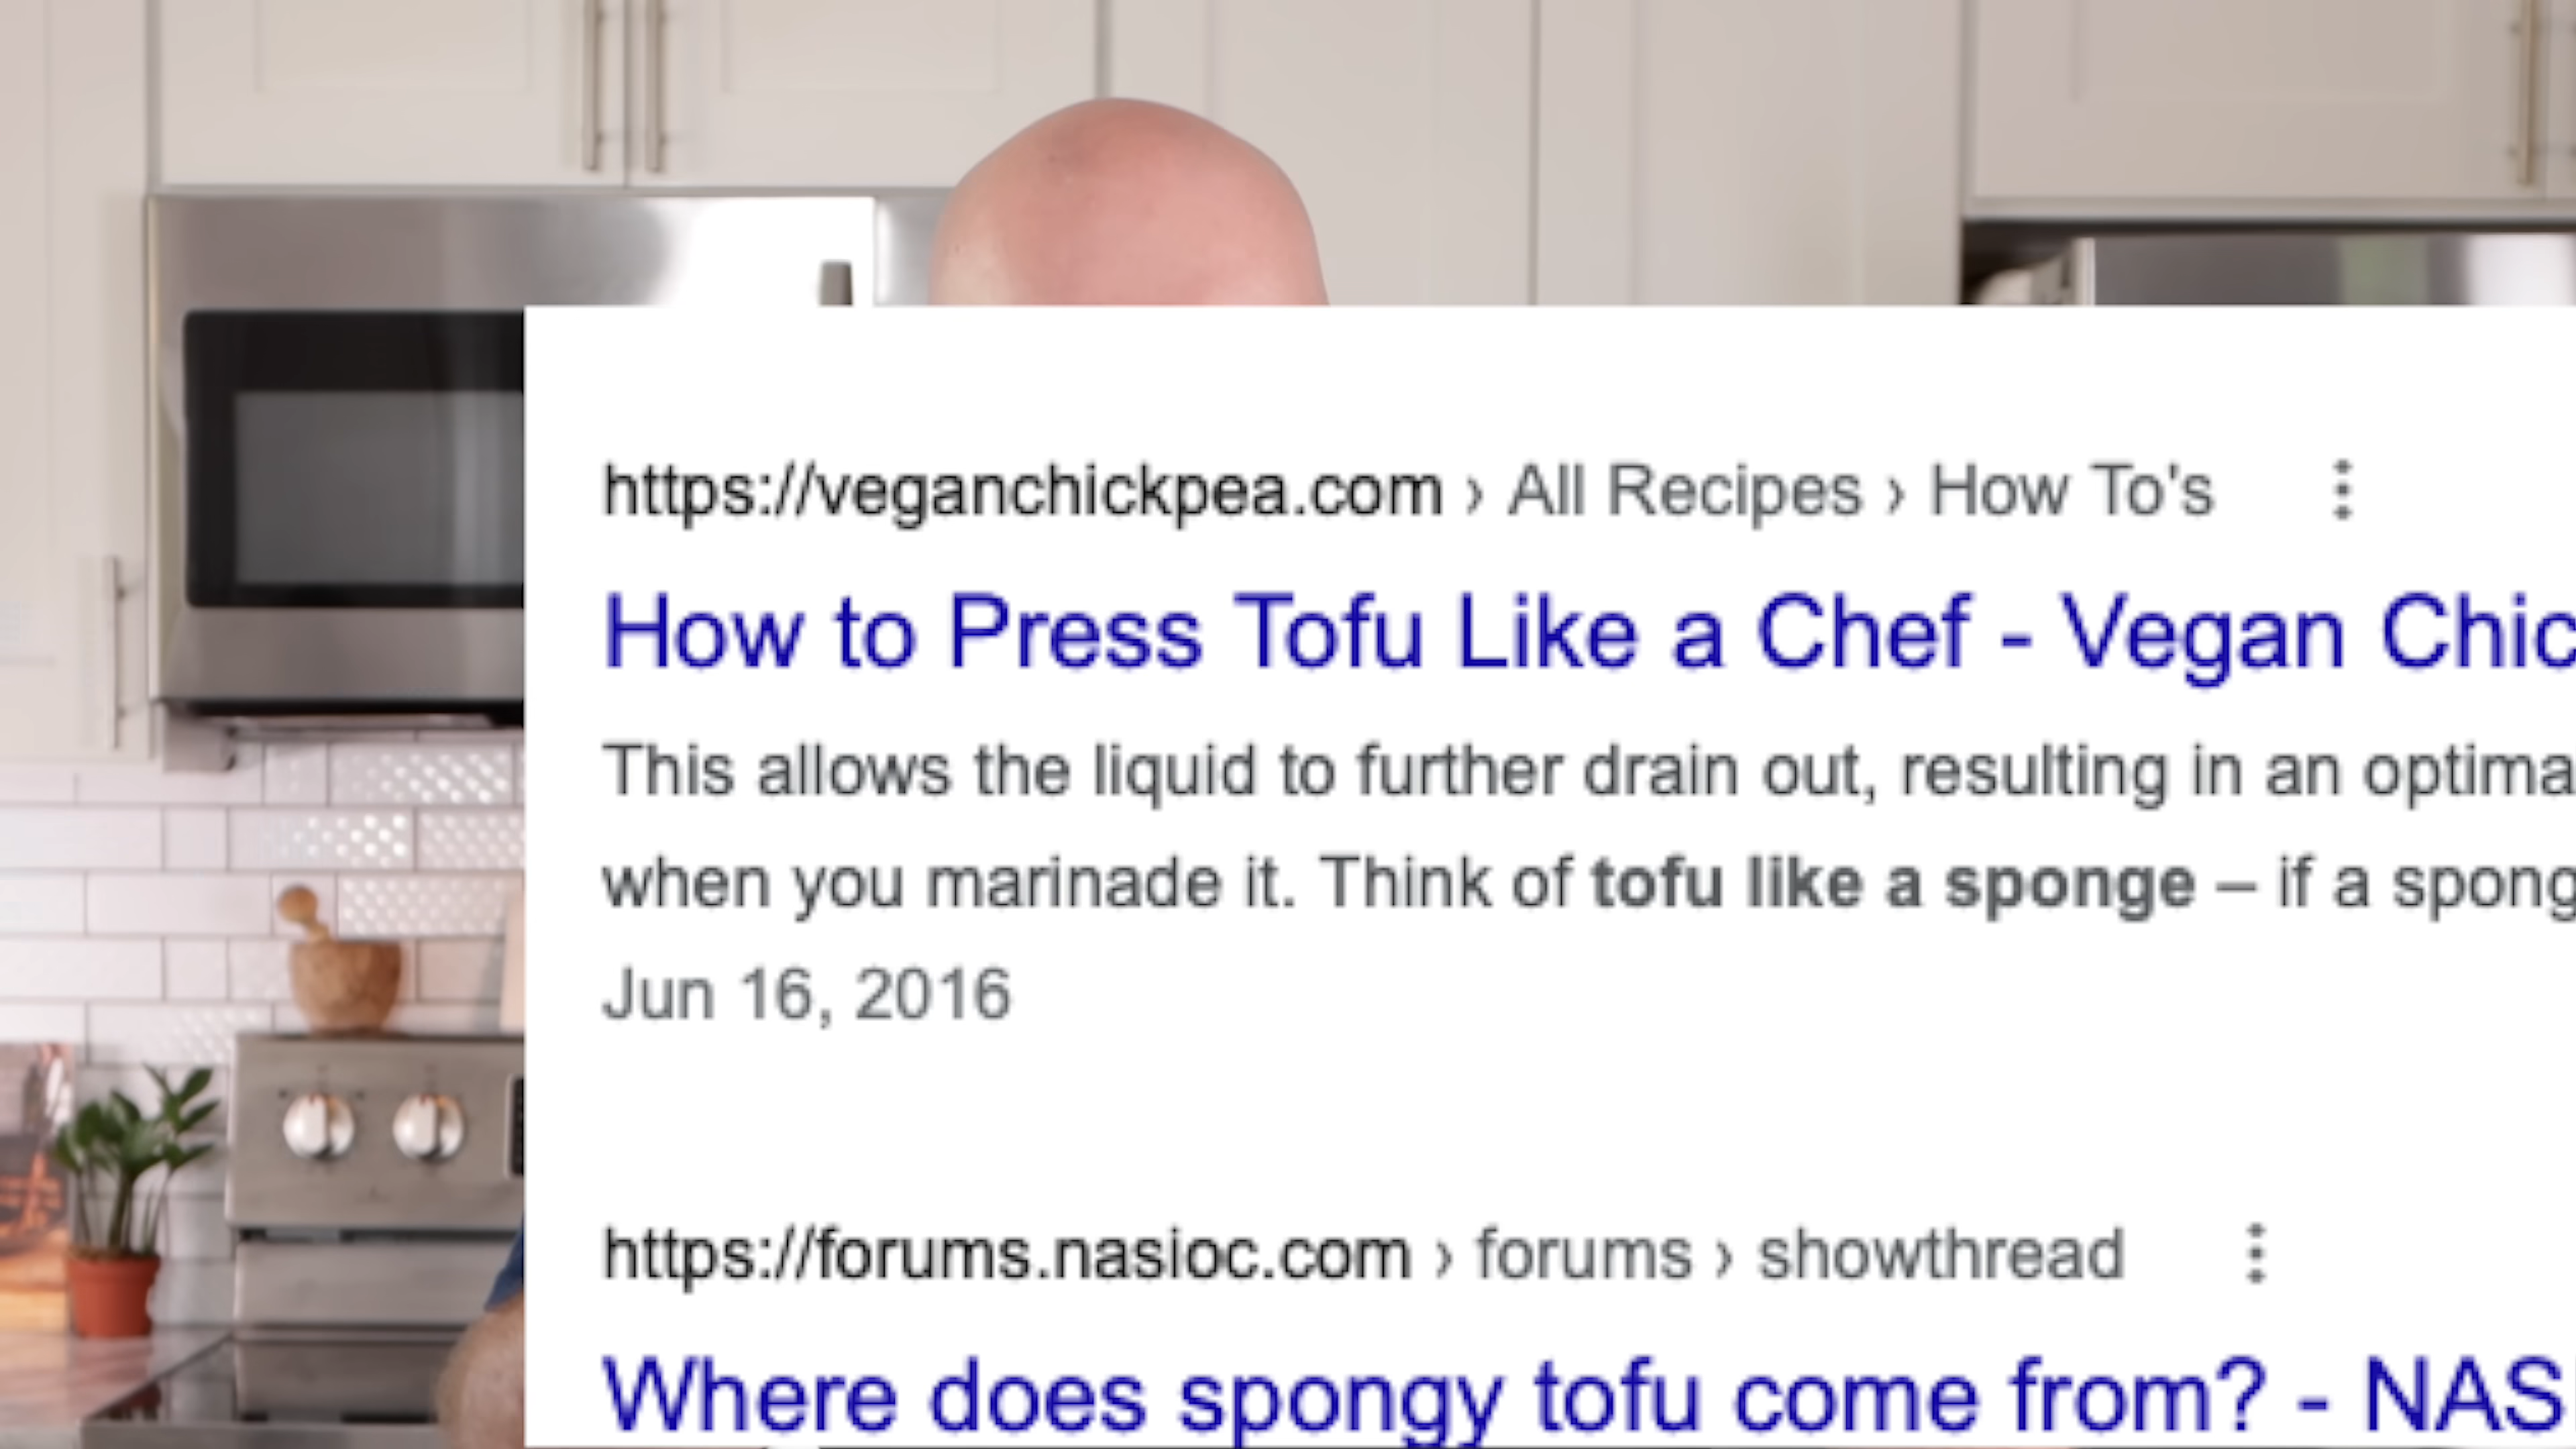 https://veganchickpea.com › All Recipes › How To's
How to Press Tofu Like a Chef - Vegan Chic
This allows the liquid to further drain out, resulting in an optima
when you marinade it. Think of tofu like a sponge – if a spong
Jun 16, 2016
https://forums.nasioc.com › forums › showthread
Where does spongy tofu come from? - NAS